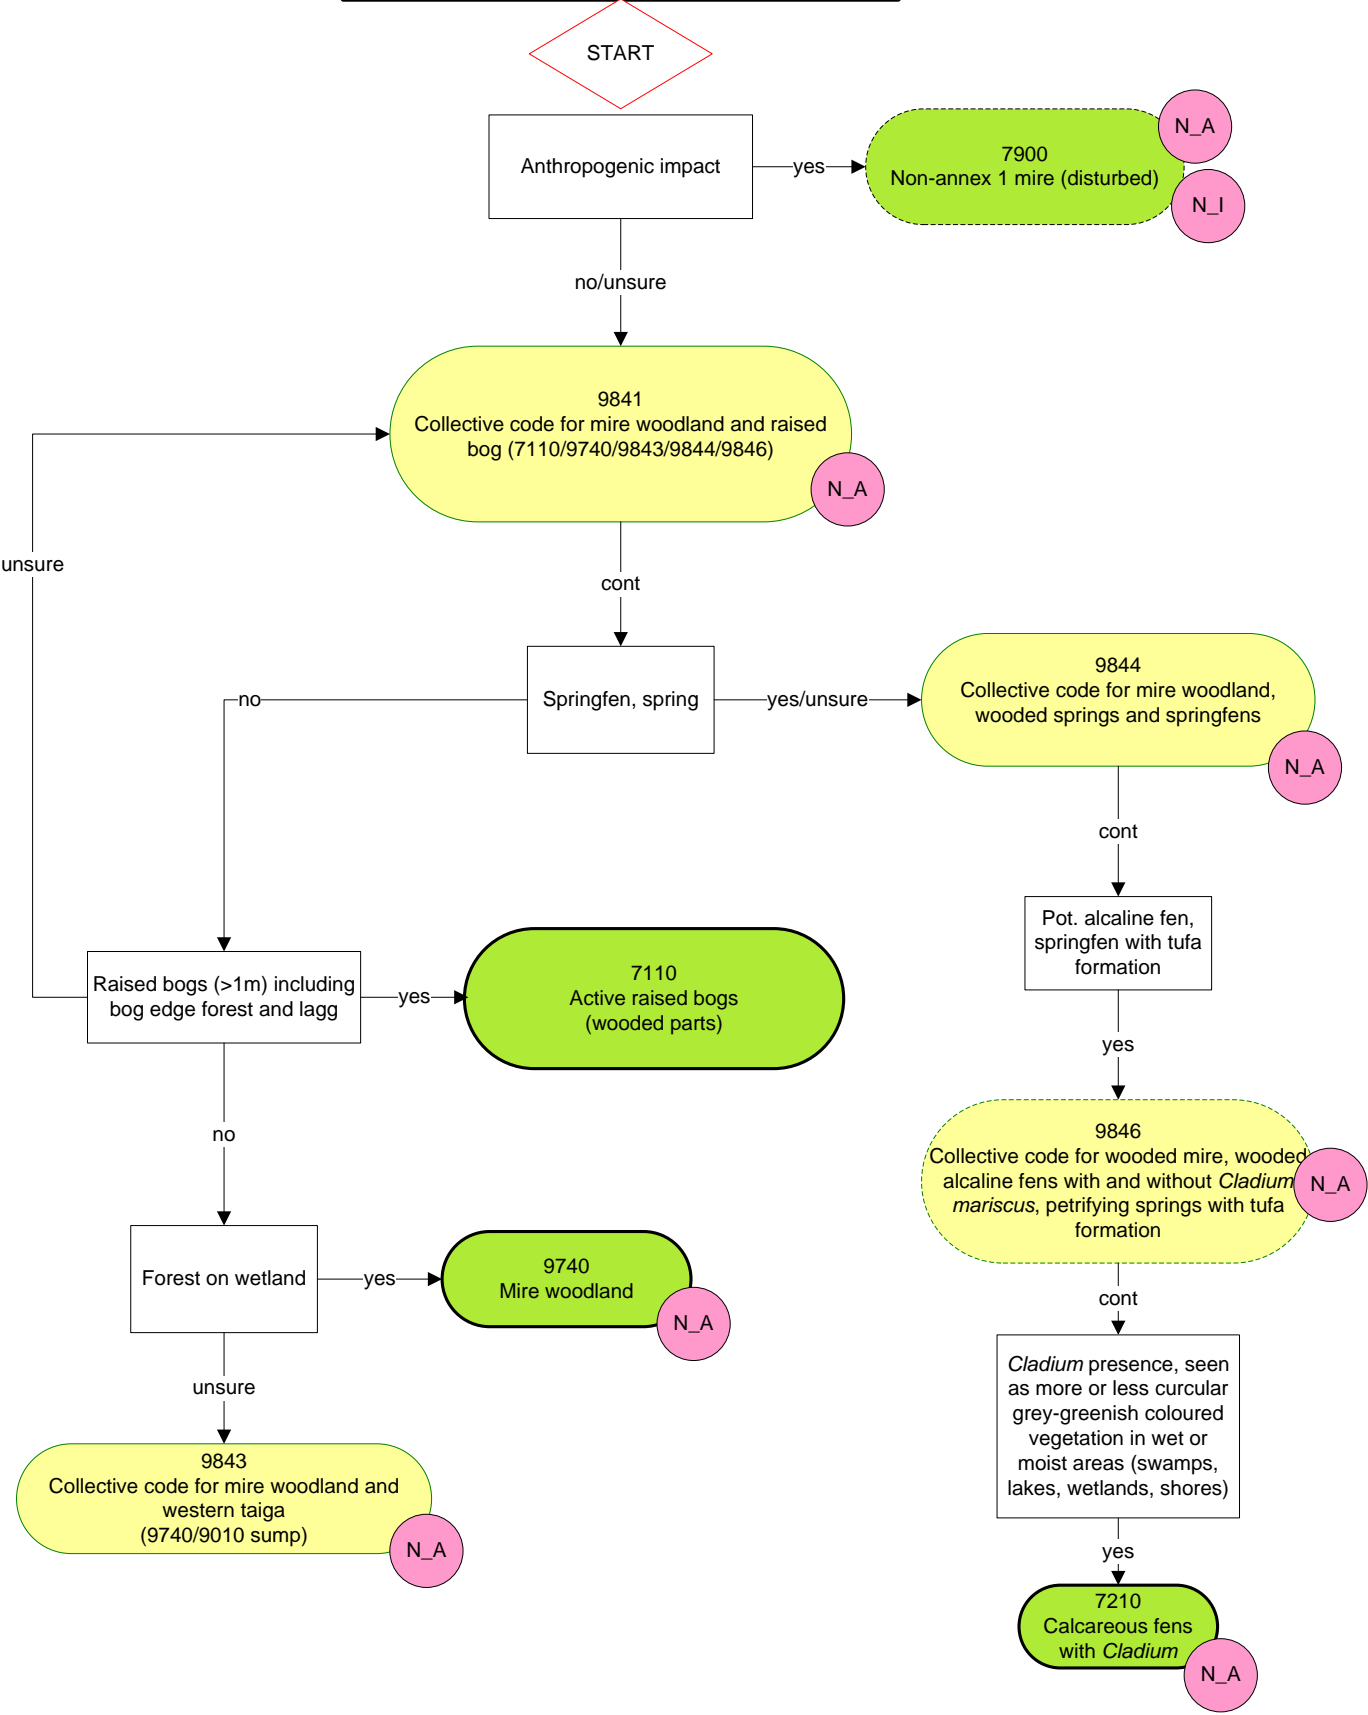 START
Anthropogenic impact
yes
7900
Non-annex 1 mire (disturbed)
N_A
N_I
no/unsure
9841
Collective code for mire woodland and raised
bog (7110/9740/9843/9844/9846)
N_A
unsure
cont
Springfen, spring
no
yes/unsure
9844
Collective code for mire woodland,
wooded springs and springfens
N_A
cont
Pot. alcaline fen,
springfen with tufa
formation
Raised bogs (>1m) including
bog edge forest and lagg
yes
7110
Active raised bogs
(wooded parts)
yes
no
9846
Collective code for wooded mire, wooded
alcaline fens with and without Cladium
mariscus, petrifying springs with tufa
formation
N_A
Forest on wetland
yes
9740
Mire woodland
N_A
cont
Cladium presence, seen
as more or less curcular
grey-greenish coloured
vegetation in wet or
moist areas (swamps,
lakes, wetlands, shores)
unsure
9843
Collective code for mire woodland and
western taiga
(9740/9010 sump)
N_A
yes
7210
Calcareous fens
with Cladium
N_A